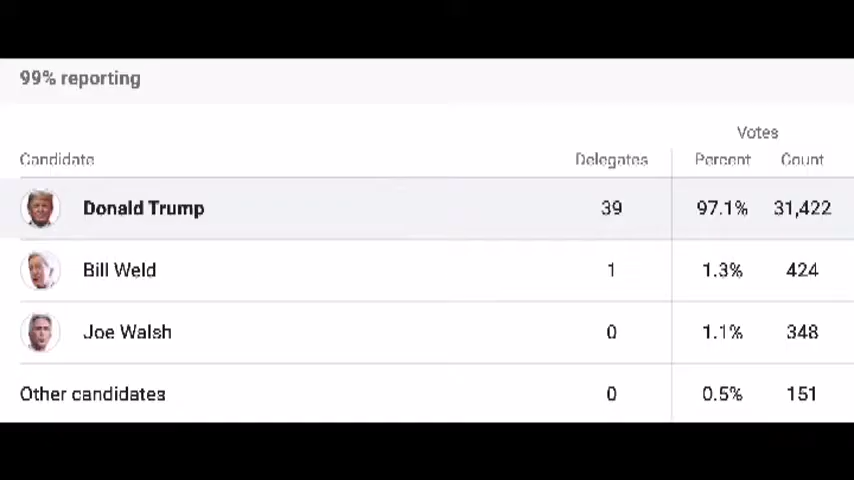 99% reporting
Votes
Candidate Delegates Percent Count
Donald Trump 39 97.1% 31,422
Bill Weld 1 1.3% 424
Joe Walsh 0 1.1% 348
Other candidates 0 0.5% 151